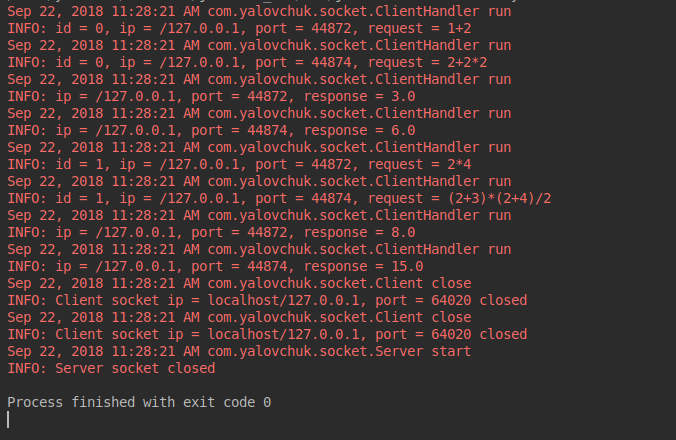 Sep 22, 2018 11:28:21 AM com.yalovchuk.socket.ClientHandler run
INFO: id = 0, ip = /127.0.0.1, port = 44872, request = 1+2
Sep 22, 2018 11:28:21 AM com.yalovchuk.socket.ClientHandler run
INFO: id = 0, ip = /127.0.0.1, port = 44874, request = 2+2*2
Sep 22, 2018 11:28:21 AM com.yalovchuk.socket.ClientHandler run
INFO: ip = /127.0.0.1, port = 44872, response = 3.0
Sep 22, 2018 11:28:21 AM com.yalovchuk.socket.ClientHandler run
INFO: ip = /127.0.0.1, port = 44874, response = 6.0
Sep 22, 2018 11:28:21 AM com.yalovchuk.socket.ClientHandler run
INFO: id = 1, ip = /127.0.0.1, port = 44872, request = 2*4
Sep 22, 2018 11:28:21 AM com.yalovchuk.socket.ClientHandler run
INFO: id = 1, ip = /127.0.0.1, port = 44874, request = (2+3)*(2+4)/2
Sep 22, 2018 11:28:21 AM com.yalovchuk.socket.ClientHandler run
INFO: ip = /127.0.0.1, port = 44872, response = 8.0
Sep 22, 2018 11:28:21 AM com.yalovchuk.socket.ClientHandler run
INFO: ip = /127.0.0.1, port = 44874, response = 15.0
Sep 22, 2018 11:28:21 AM com.yalovchuk.socket.Client close
INFO: Client socket ip = localhost/127.0.0.1, port = 64020 closed
Sep 22, 2018 11:28:21 AM com.yalovchuk.socket.Client close
INFO: Client socket ip = localhost/127.0.0.1, port = 64020 closed
Sep 22, 2018 11:28:21 AM com.yalovchuk.socket.Server start
INFO: Server socket closed
Process finished with exit code 0